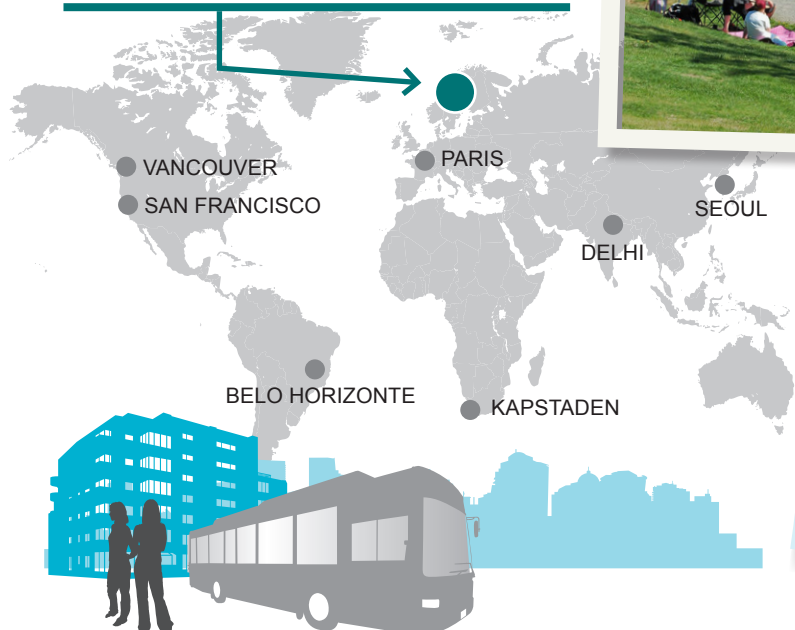 VANCOUVER
PARIS
SAN FRANCISCO
SEOUL
DELHI
BELO HORIZONTE
KAPSTADEN